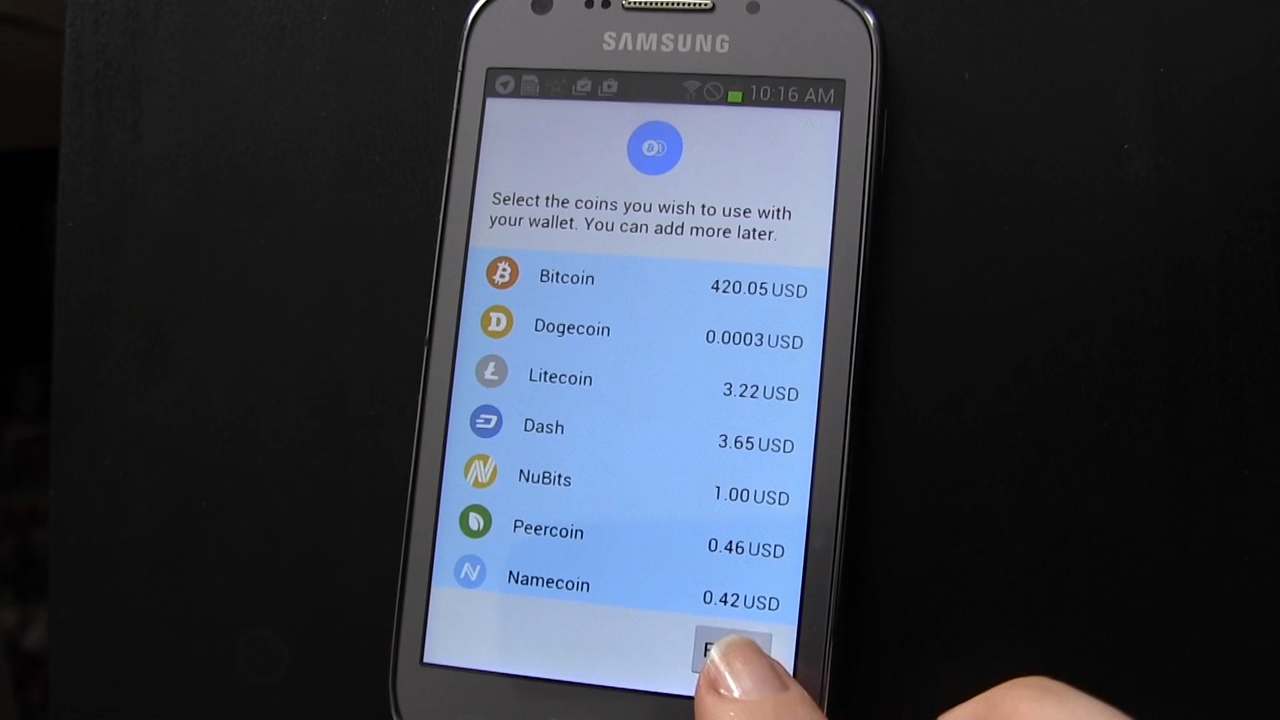 SAMSUNG
10:16 AM
Select the coins you wish to use with
your wallet. You can add more later.
Bitcoin 420.05 USD
Dogecoin 0.0003 USD
Litecoin 3.22 USD
Dash 3.65 USD
NuBits 1.00 USD
Peercoin 0.46 USD
Namecoin 0.42 USD